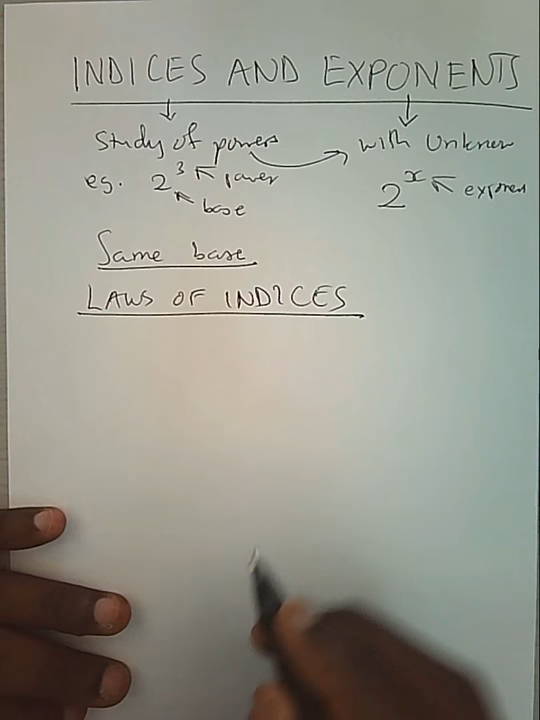 INDICES AND EXPONENTS
Study of powers with Unknown
eg. 2³ power 2ˣ exponent
base
Same base
LAWS OF INDICES